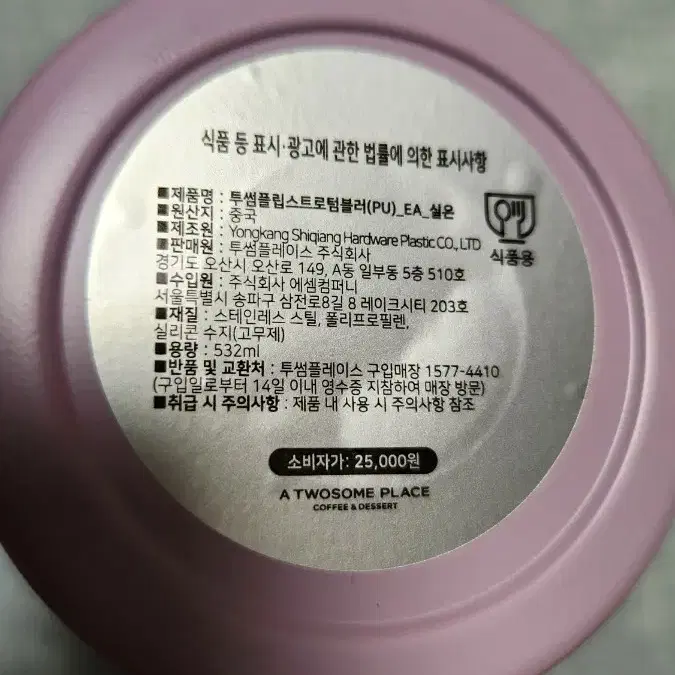 식품 등 표시·광고에 관한 법률에 의한 표시사항
■제품명 : 투썸플립스트로텀블러(PU)_EA_실온
■원산지 : 중국
■제조원 : Yongkang Shiqiang Hardware Plastic CO., LTD
■판매원 : 투썸플레이스 주식회사
경기도 오산시 오산로 149, A동 일부동 5층 510호
■수입원 : 주식회사 에셈컴퍼니
서울특별시 송파구 삼전로8길 8 레이크시티 203호
■재질 : 스테인레스 스틸, 폴리프로필렌,
실리콘 수지(고무제)
■용량 : 532ml
■반품 및 교환처 : 투썸플레이스 구입매장 1577-4410
(구입일로부터 14일 이내 영수증 지참하여 매장 방문)
■취급 시 주의사항 : 제품 내 사용 시 주의사항 참조
식품용
소비자가: 25,000원
A TWOSOME PLACE
COFFEE & DESSERT